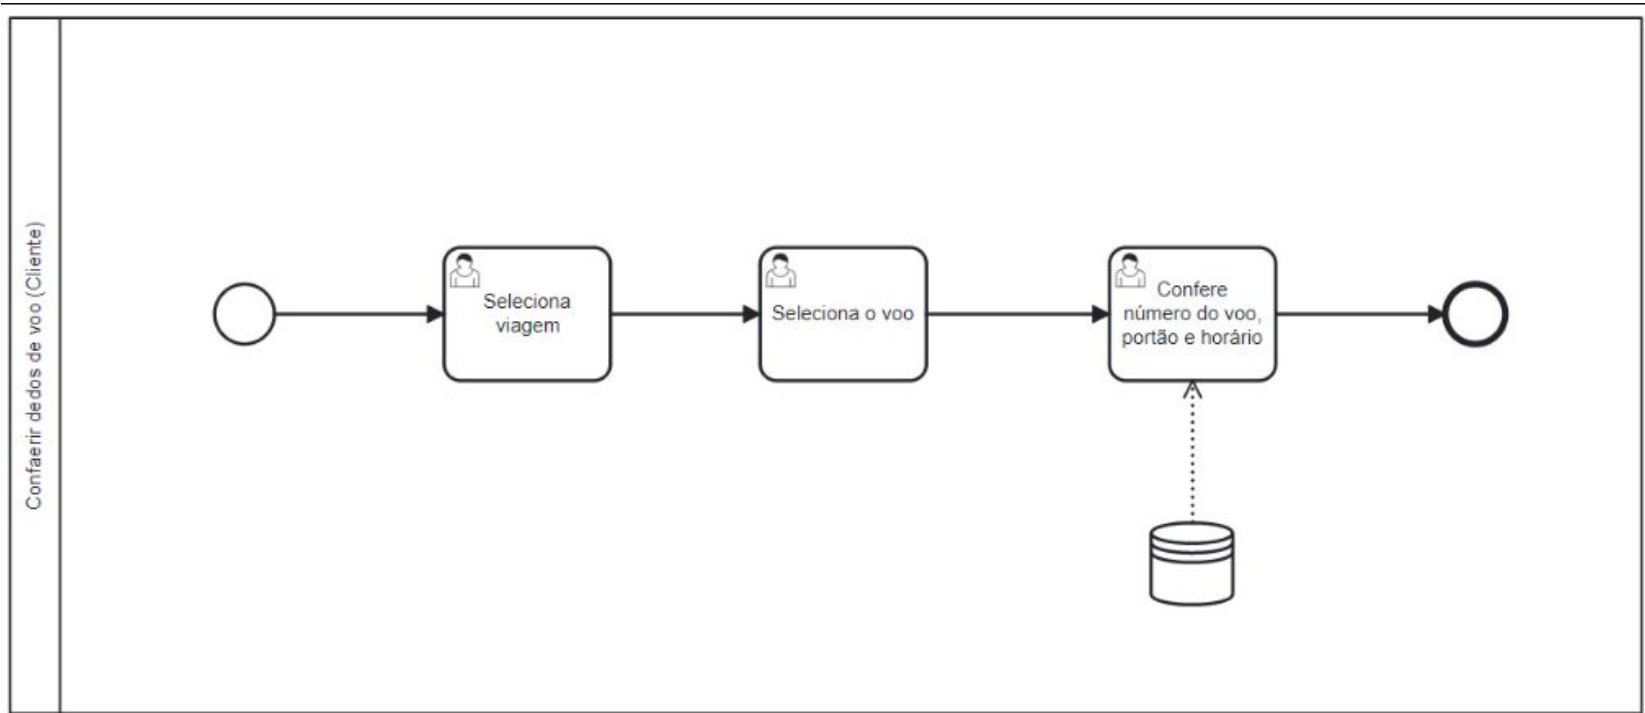 Confaerir dedos de voo (Cliente)
Seleciona
viagem
Seleciona o voo
Confere
número do voo,
portão e horário